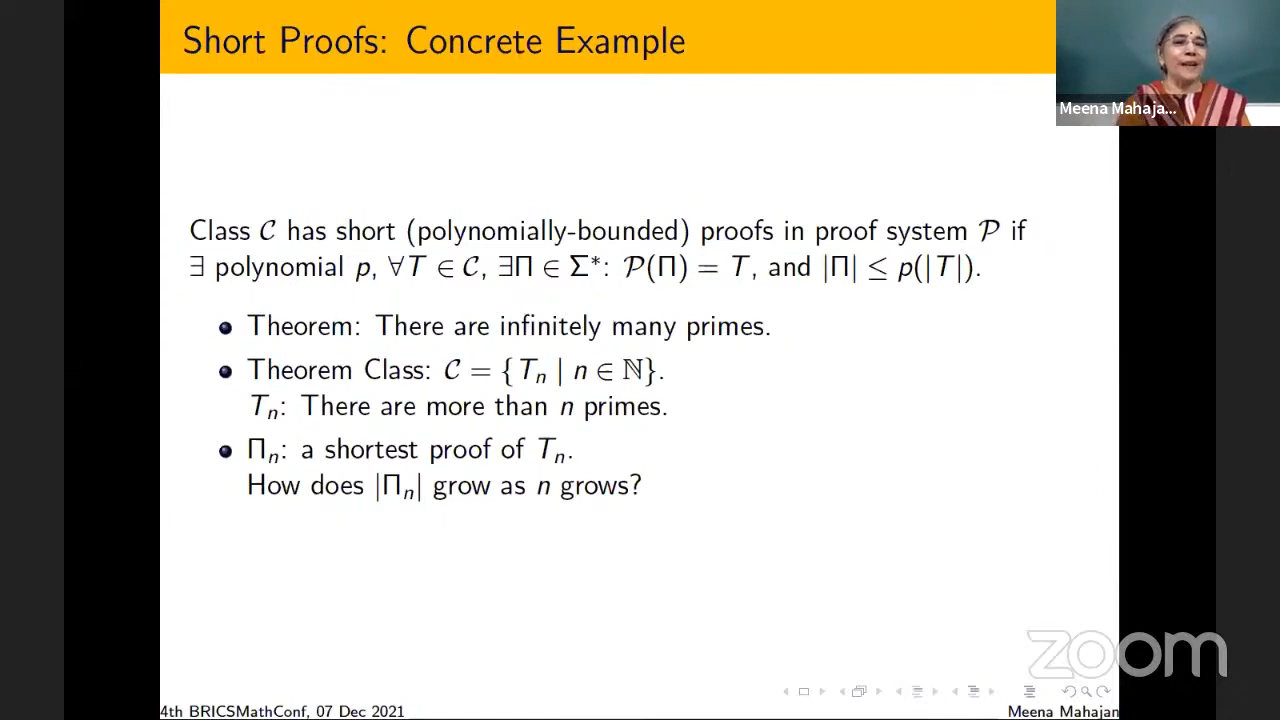 Short Proofs: Concrete Example
Meena Mahaja...
Class 𝒞 has short (polynomially-bounded) proofs in proof system 𝒫 if
∃ polynomial p, ∀T ∈ 𝒞, ∃Π ∈ Σ*: 𝒫(Π) = T, and |Π| ≤ p(|T|).
Theorem: There are infinitely many primes.
Theorem Class: 𝒞 = {Tₙ | n ∈ ℕ}.
Tₙ: There are more than n primes.
Πₙ: a shortest proof of Tₙ.
How does |Πₙ| grow as n grows?
zoom
4th BRICSMathConf, 07 Dec 2021
Meena Mahajan